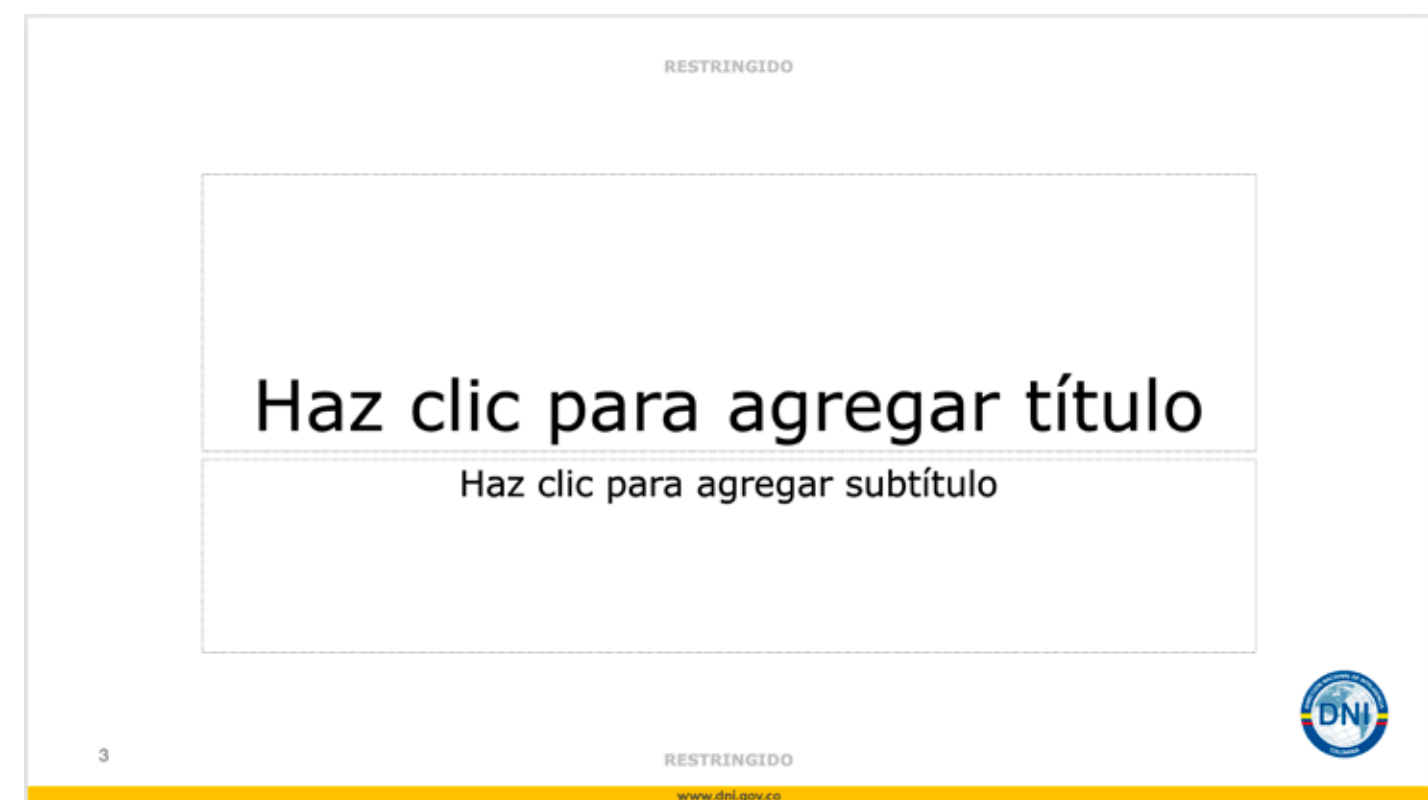 RESTRINGIDO
Haz clic para agregar título
Haz clic para agregar subtítulo
DNI
3
RESTRINGIDO
www.dni.gov.co